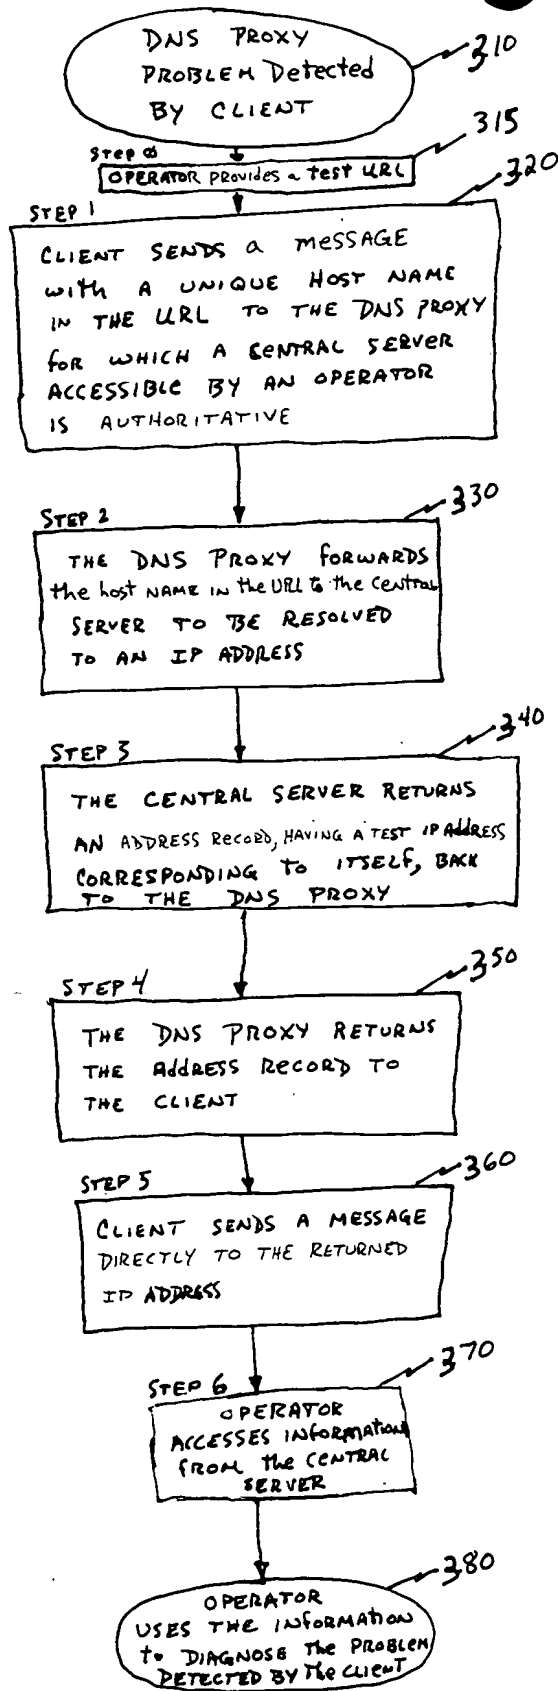 DNS PROXY
PROBLEM Detected
BY CLIENT
310
Step 0
315
OPERATOR provides a test URL
320
STEP 1
CLIENT SENDS a message
with A UNIQUE HOST NAME
IN THE URL TO THE DNS PROXY
for WHICH A CENTRAL SERVER
ACCESSIBLE BY AN OPERATOR
IS AUTHORITATIVE
330
STEP 2
THE DNS PROXY FORWARDS
the host NAME IN the URL to the central
SERVER TO BE RESOLVED
TO AN IP ADDRESS
340
STEP 3
THE CENTRAL SERVER RETURNS
AN ADDRESS RECORD, HAVING A TEST IP Address
CORRESPONDING TO ITSELF, BACK
TO THE DNS PROXY
350
STEP 4
THE DNS PROXY RETURNS
THE AddRESS RECORD TO
THE CLIENT
360
STEP 5
CLIENT SENDS A MESSAGE
DIRECTLY TO THE RETURNED
IP ADDRESS
370
STEP 6
OPERATOR
ACCESSES INFORMATION
FROM the CENTRAL
SERVER
380
OPERATOR
USES THE INFORMATION
to DIAGNOSE THE PROBLEM
DETECTED BY The CLIENT